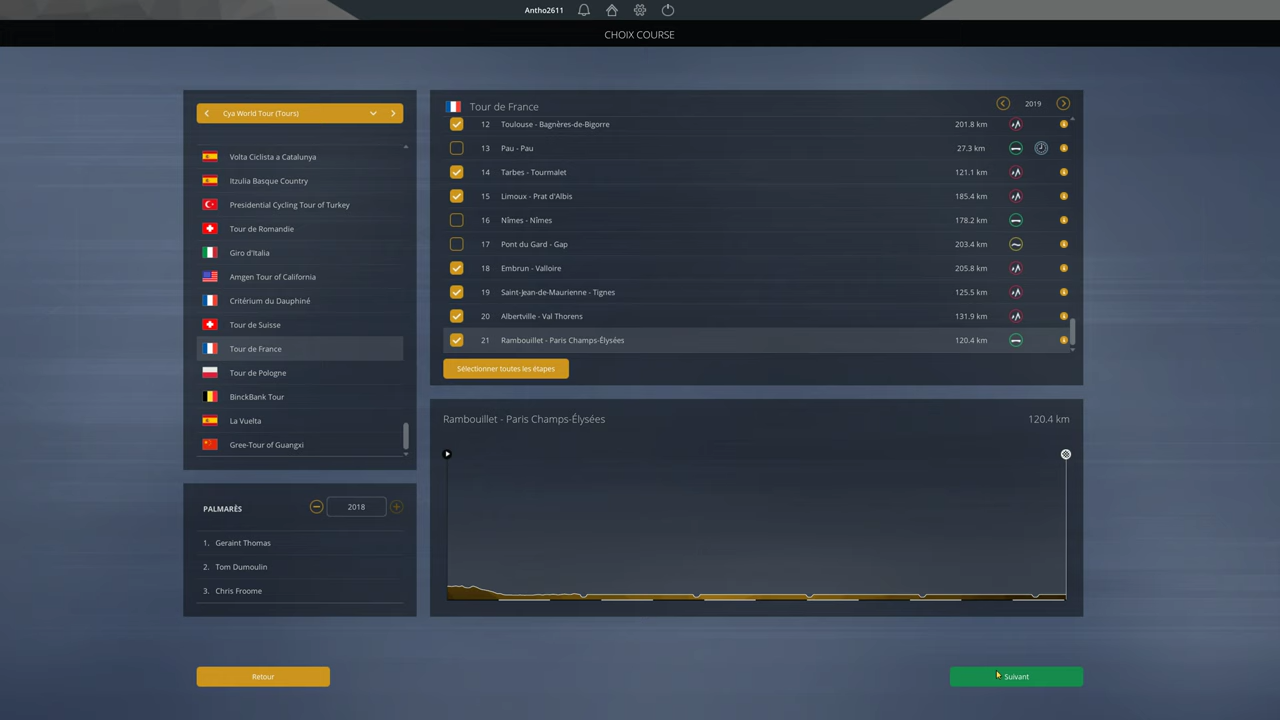 Antho2611
CHOIX COURSE
Cya World Tour (Tours)
Volta Ciclista a Catalunya
Itzulia Basque Country
Presidential Cycling Tour of Turkey
Tour de Romandie
Giro d'Italia
Amgen Tour of California
Critérium du Dauphiné
Tour de Suisse
Tour de France
Tour de Pologne
BinckBank Tour
La Vuelta
Gree-Tour of Guangxi
PALMARÈS 2018
1. Geraint Thomas
2. Tom Dumoulin
3. Chris Froome
Tour de France 2019
12 Toulouse - Bagnères-de-Bigorre 201.8 km
13 Pau - Pau 27.3 km
14 Tarbes - Tourmalet 121.1 km
15 Limoux - Prat d'Albis 185.4 km
16 Nîmes - Nîmes 178.2 km
17 Pont du Gard - Gap 203.4 km
18 Embrun - Valloire 205.8 km
19 Saint-Jean-de-Maurienne - Tignes 125.5 km
20 Albertville - Val Thorens 131.9 km
21 Rambouillet - Paris Champs-Élysées 120.4 km
Sélectionner toutes les étapes
Rambouillet - Paris Champs-Élysées 120.4 km
Retour
Suivant